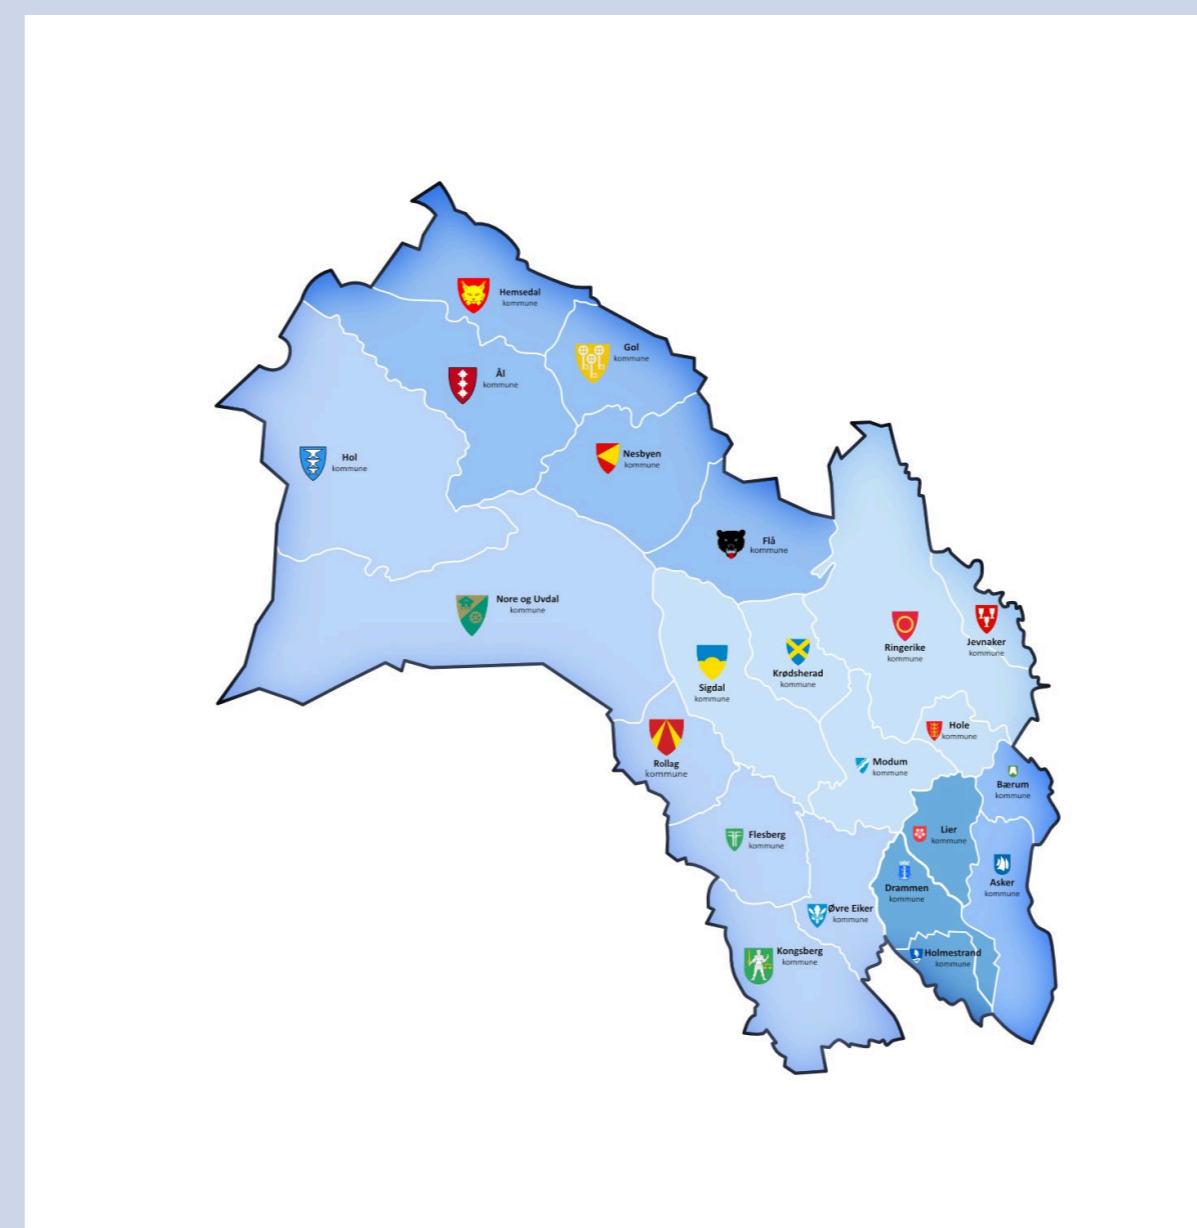 Hemsedal
kommune
Gol
kommune
Ål
kommune
Hol
kommune
Nesbyen
kommune
Flå
kommune
Nore og Uvdal
kommune
Ringerike
kommune
Jevnaker
kommune
Krødsherad
kommune
Sigdal
kommune
Hole
kommune
Rollag
kommune
Modum
kommune
Bærum
kommune
Flesberg
kommune
Lier
kommune
Drammen
kommune
Asker
kommune
Øvre Eiker
kommune
Kongsberg
kommune
Holmestrand
kommune